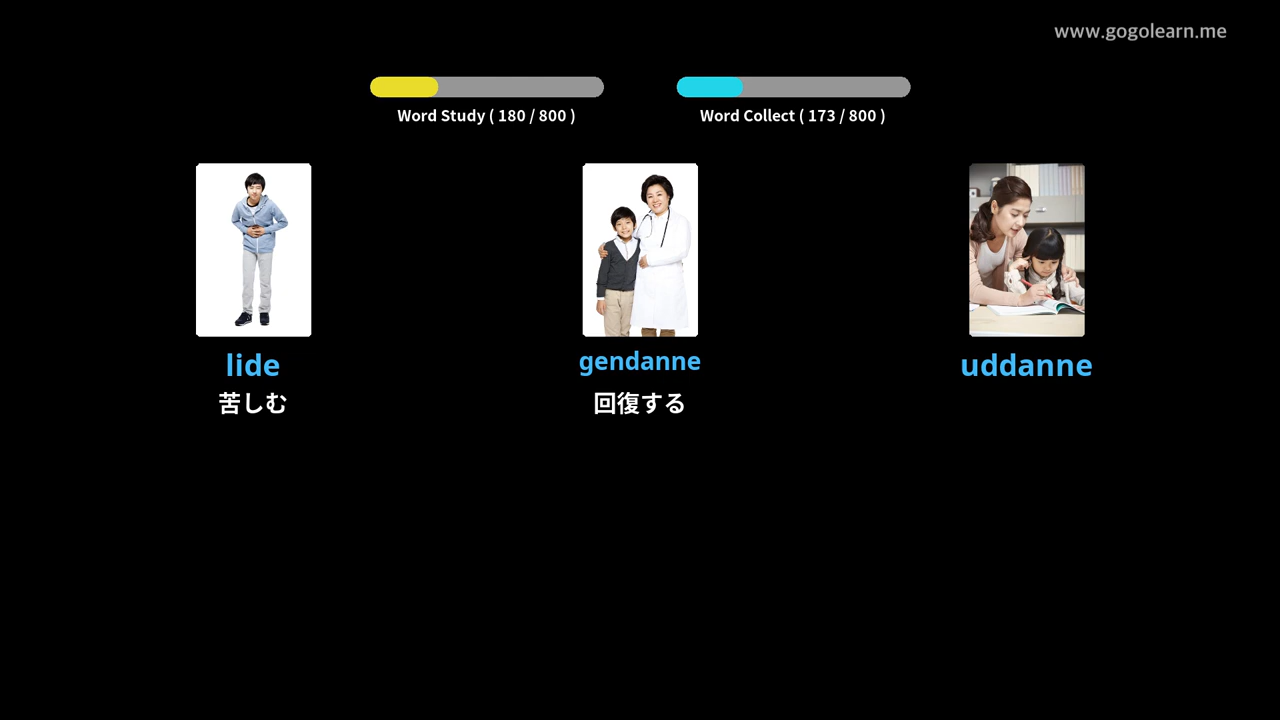 www.gogolearn.me
Word Study ( 180 / 800 )
Word Collect ( 173 / 800 )
lide
苦しむ
gendanne
回復する
uddanne